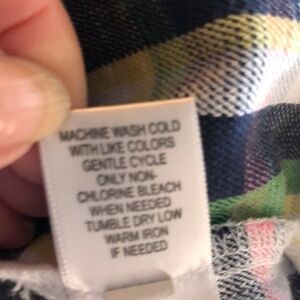 MACHINE WASH COLD
WITH LIKE COLORS
GENTLE CYCLE
ONLY NON-
CHLORINE BLEACH
WHEN NEEDED
TUMBLE DRY LOW
WARM IRON
IF NEEDED